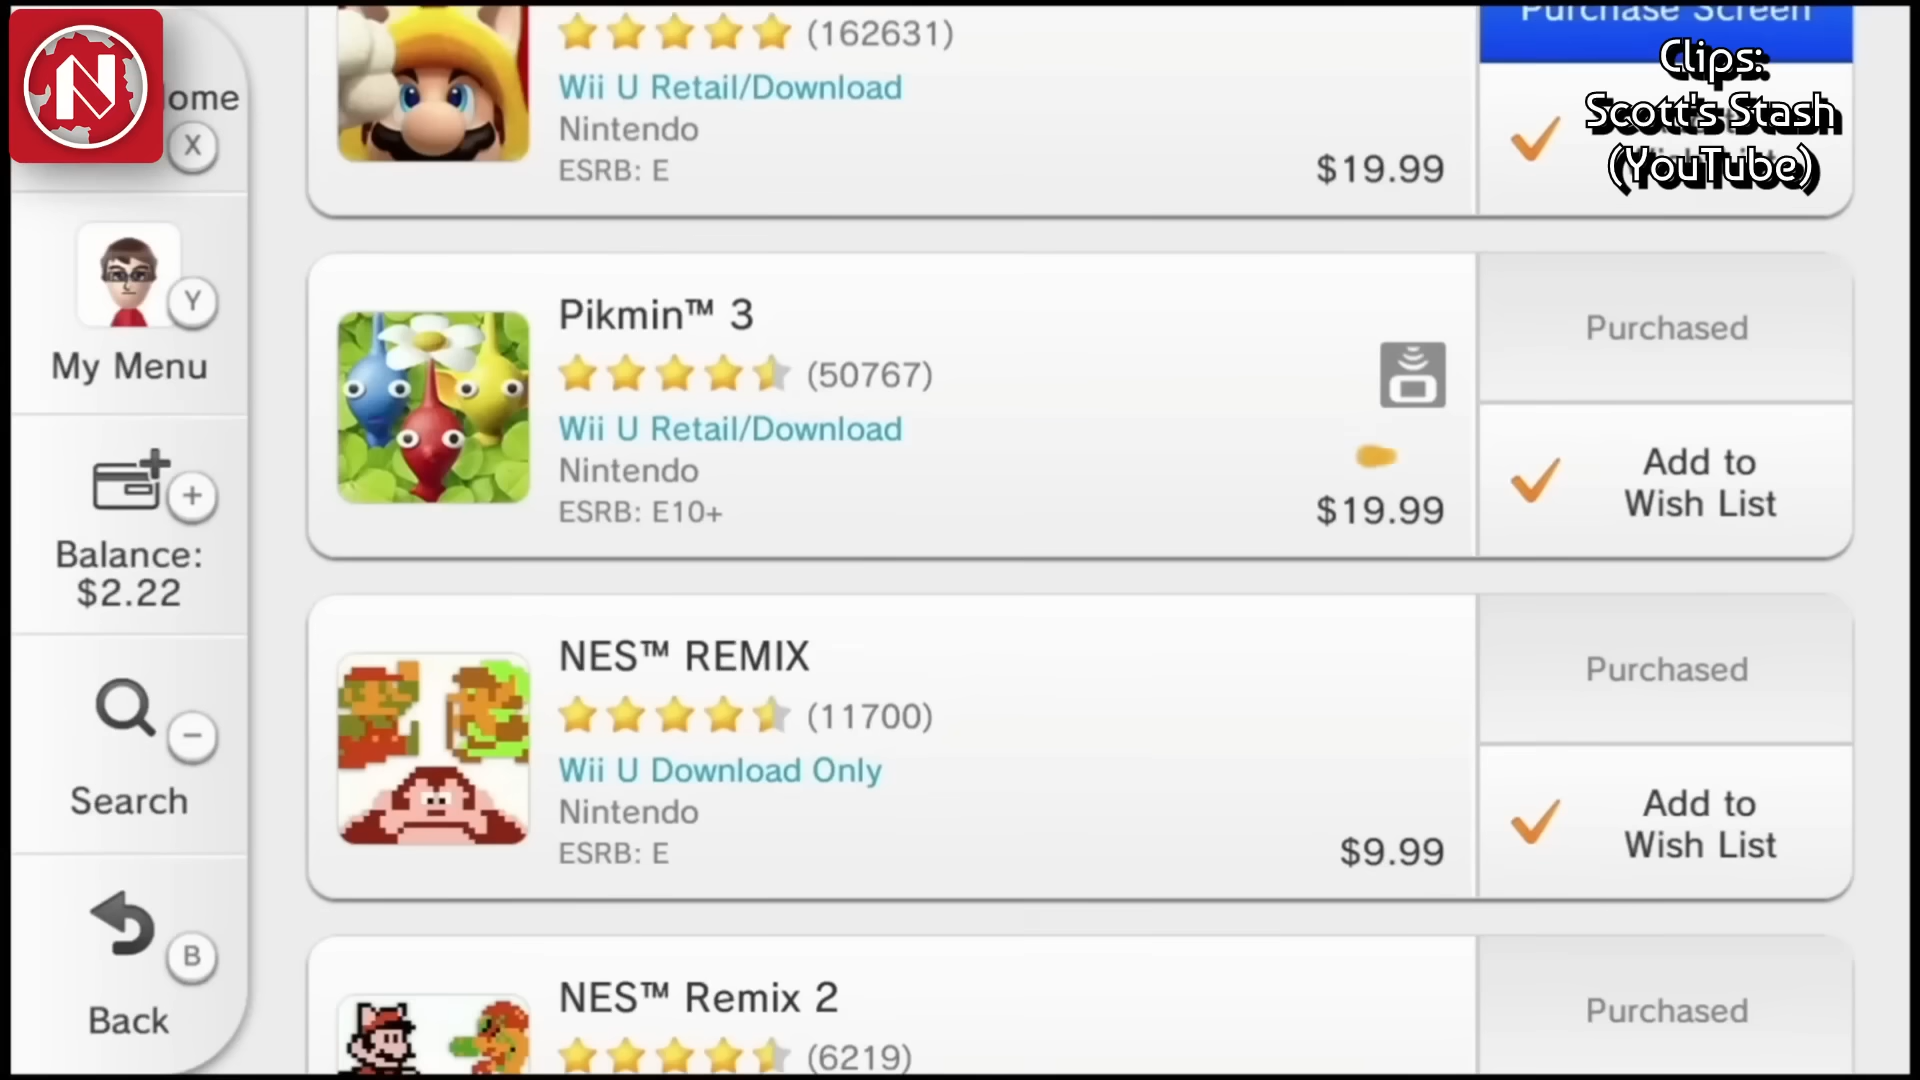 ome
X
Y
My Menu
+
Balance:
$2.22
−
Search
B
Back
(162631)
Wii U Retail/Download
Nintendo
ESRB: E
$19.99
Purchase Screen
Clips:
Scott's Stash
(YouTube)
Pikmin™ 3
(50767)
Wii U Retail/Download
Nintendo
ESRB: E10+
$19.99
Purchased
Add to
Wish List
NES™ REMIX
(11700)
Wii U Download Only
Nintendo
ESRB: E
$9.99
Purchased
Add to
Wish List
NES™ Remix 2
(6219)
Purchased